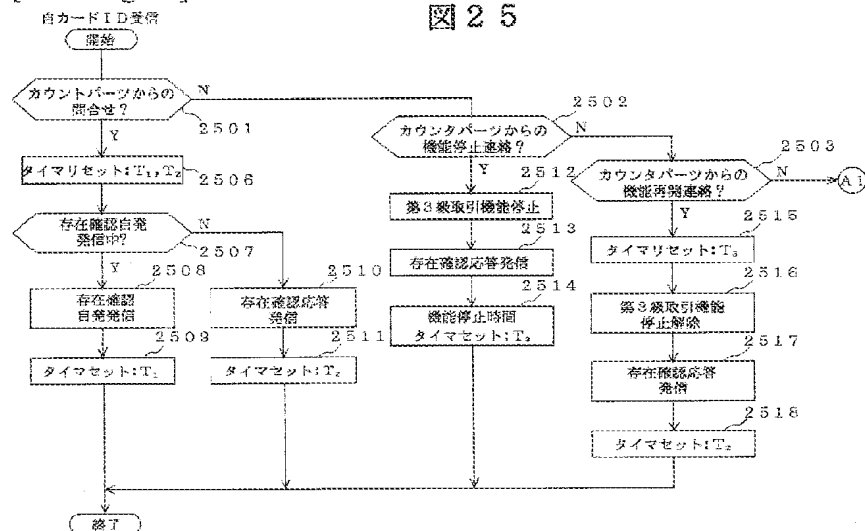 図２５
自カードＩＤ受信
開始
カウントパーツからの
問合せ？
N
2501
Y
タイマリセット：T₁，T₂
2506
存在確認自発
発信中？
N
2507
Y
2508
存在確認
自発発信
2509
タイマセット：T₁
2510
存在確認応答
発信
2511
タイマセット：T₂
2502
カウンタパーツからの
機能停止連絡？
N
Y
2512
第３級取引機能停止
2513
存在確認応答発信
2514
機能停止時間
タイマセット：T₃
2503
カウンタパーツからの
機能再開連絡？
N
A1
Y
2515
タイマリセット：T₃
2516
第３級取引機能
停止解除
2517
存在確認応答
発信
2518
タイマセット：T₂
終了